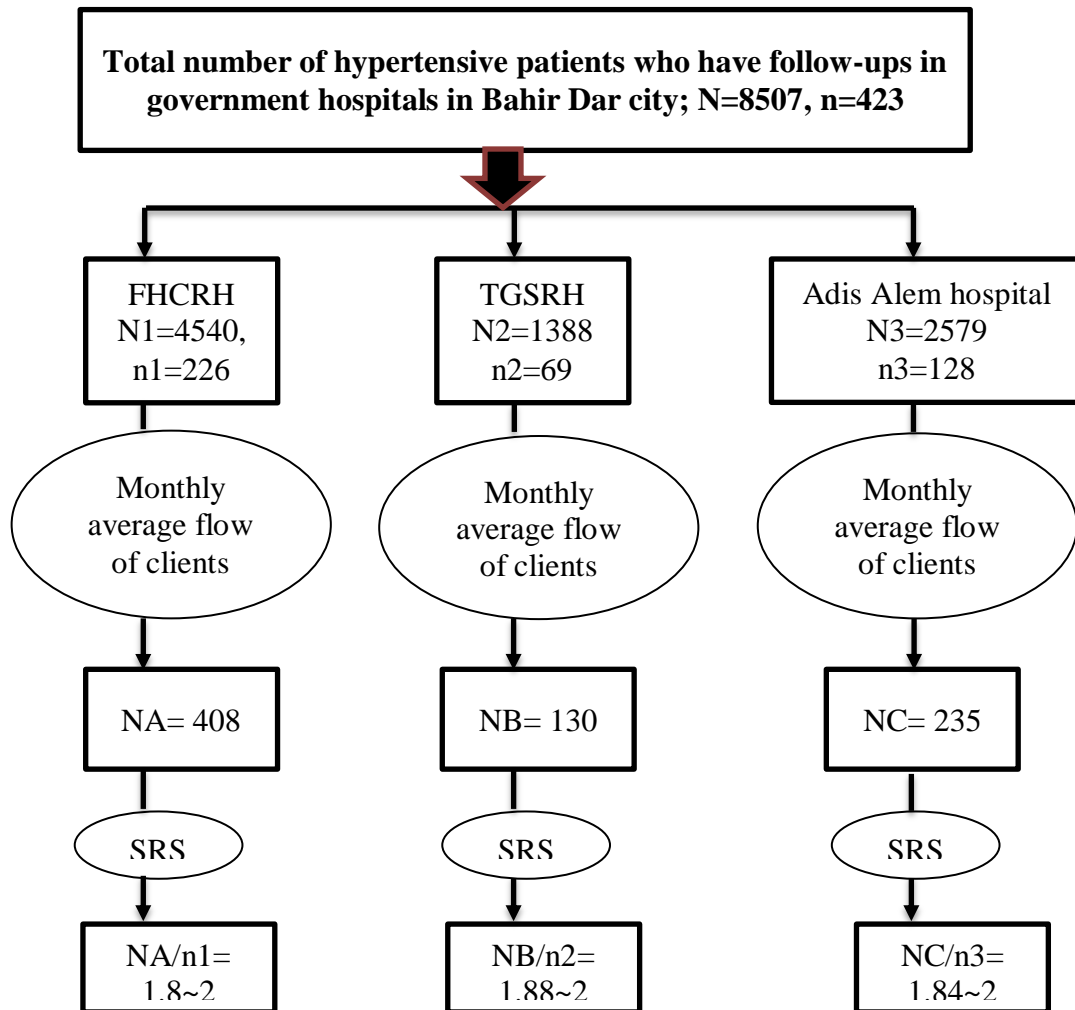 Total number of hypertensive patients who have follow-ups in
government hospitals in Bahir Dar city; N=8507, n=423
FHCRH
N1=4540,
n1=226
TGSRH
N2=1388
n2=69
Adis Alem hospital
N3=2579
n3=128
Monthly
average flow
of clients
Monthly
average flow
of clients
Monthly
average flow
of clients
NA= 408
NB= 130
NC= 235
SRS
SRS
SRS
NA/n1=
1.8~2
NB/n2=
1.88~2
NC/n3=
1.84~2